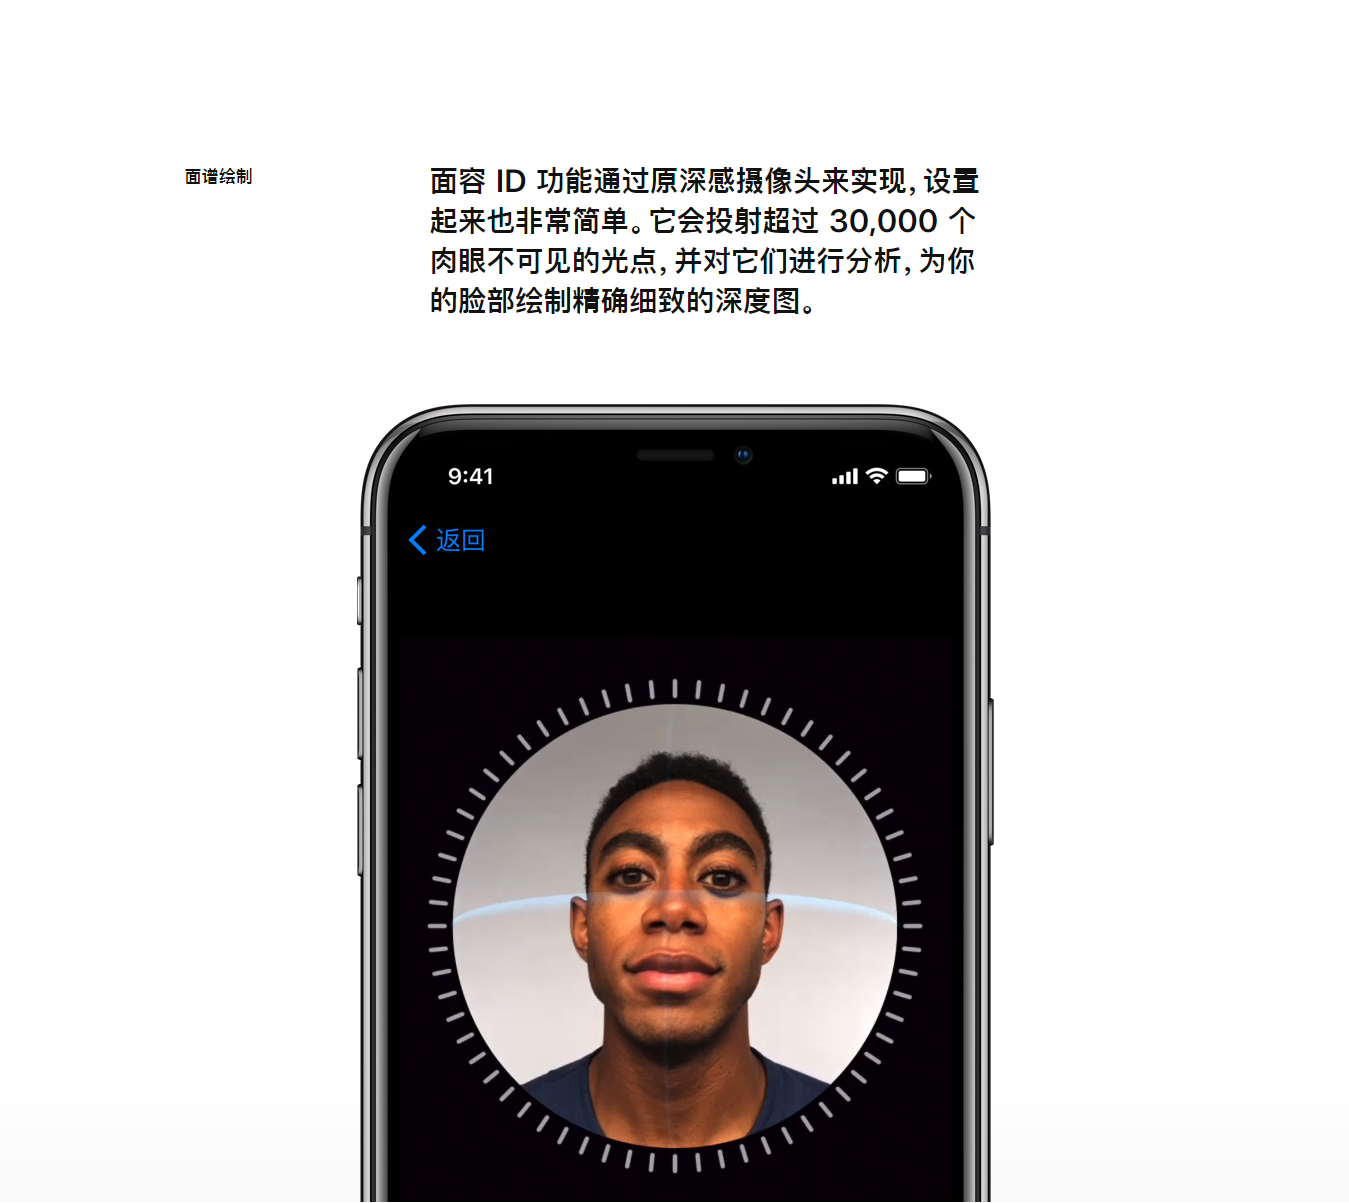 面谱绘制
面容 ID 功能通过原深感摄像头来实现，设置
起来也非常简单。它会投射超过 30,000 个
肉眼不可见的光点，并对它们进行分析，为你
的脸部绘制精确细致的深度图。
9:41
返回